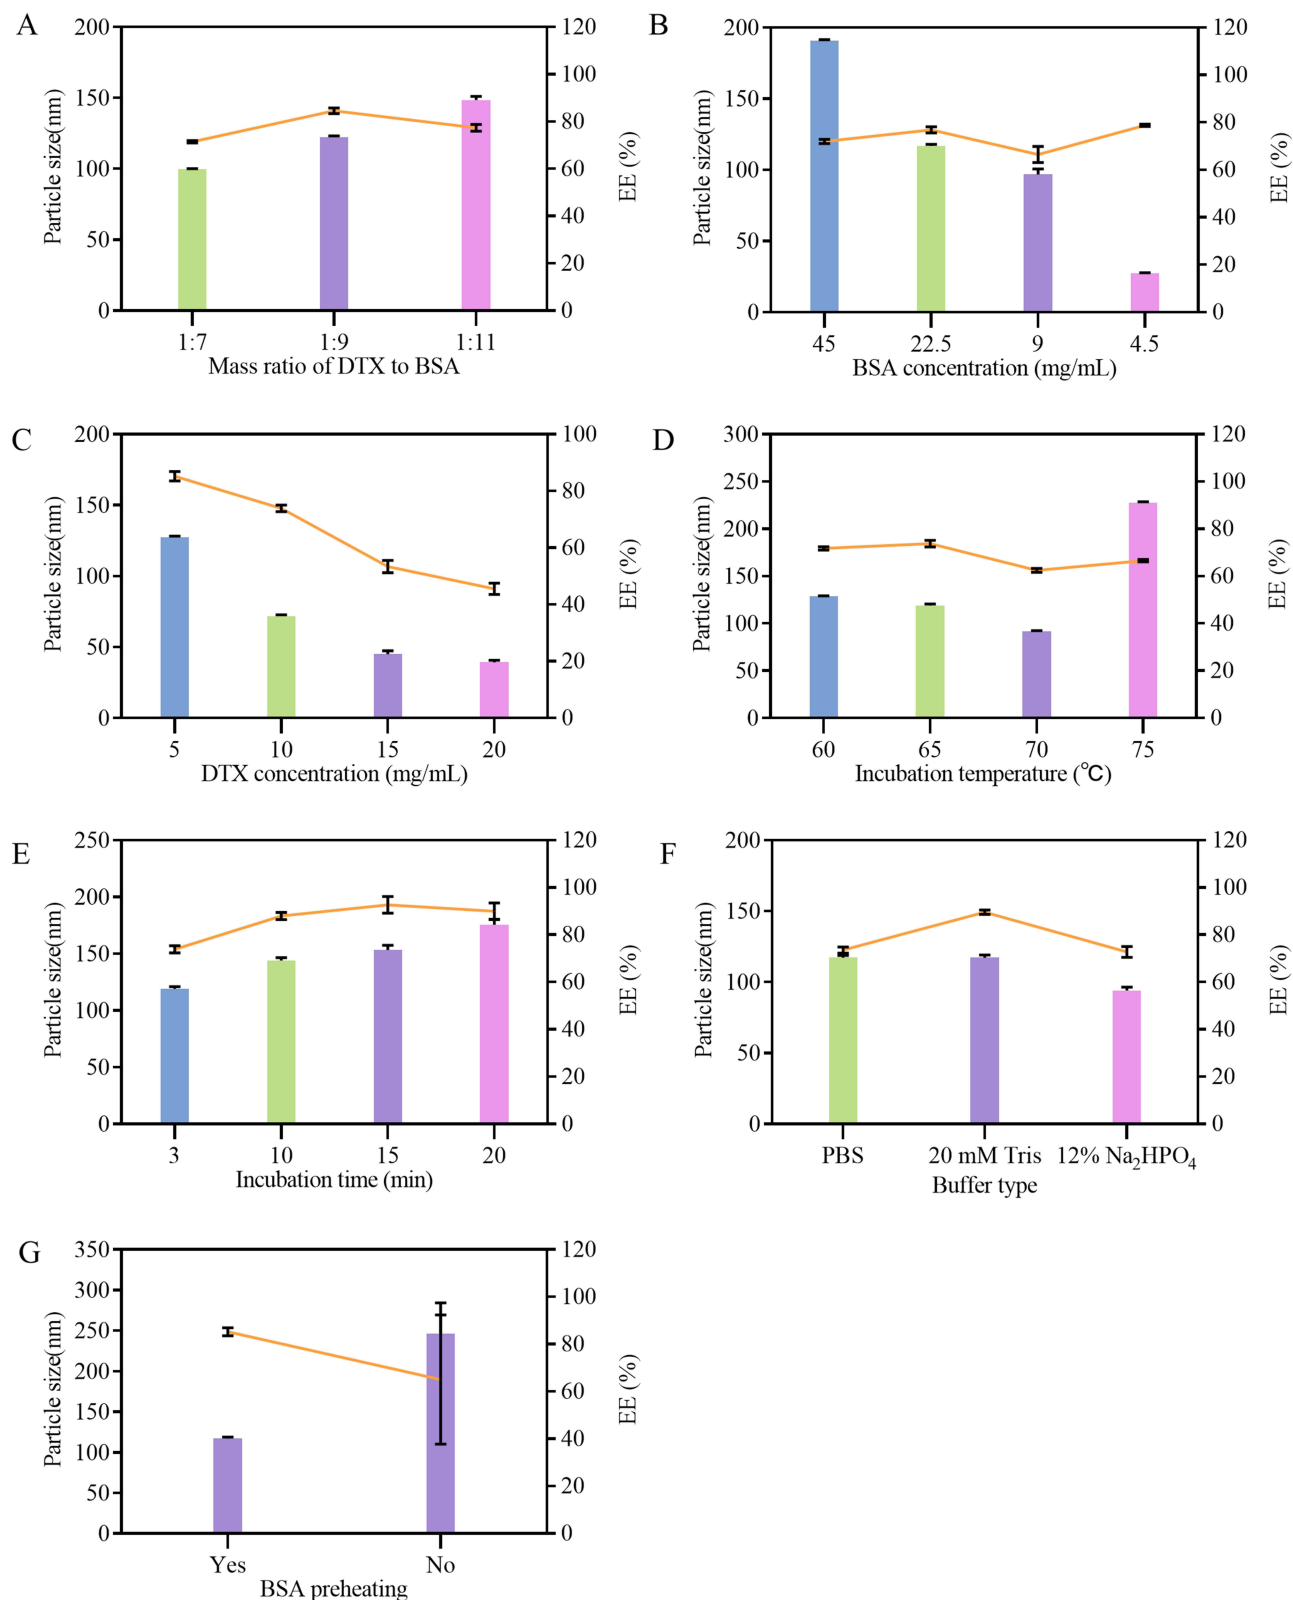 A
200
150
100
50
0
Particle size(nm)
120
100
80
60
40
20
0
EE (%)
1:7 1:9 1:11
Mass ratio of DTX to BSA
B
200
150
100
50
0
Particle size(nm)
120
100
80
60
40
20
0
EE (%)
45 22.5 9 4.5
BSA concentration (mg/mL)
C
200
150
100
50
0
Particle size(nm)
100
80
60
40
20
0
EE (%)
5 10 15 20
DTX concentration (mg/mL)
D
300
250
200
150
100
50
0
Particle size(nm)
120
100
80
60
40
20
0
EE (%)
60 65 70 75
Incubation temperature (℃)
E
250
200
150
100
50
0
Particle size(nm)
120
100
80
60
40
20
0
EE (%)
3 10 15 20
Incubation time (min)
F
200
150
100
50
0
Particle size(nm)
120
100
80
60
40
20
0
EE (%)
PBS 20 mM Tris 12% Na₂HPO₄
Buffer type
G
350
300
250
200
150
100
50
0
Particle size(nm)
120
100
80
60
40
20
0
EE (%)
Yes No
BSA preheating